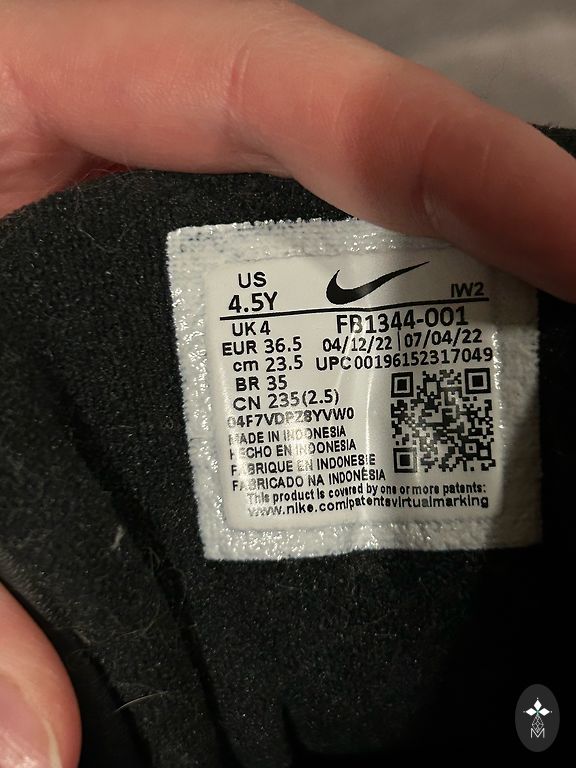 US
4.5Y
IW2
UK 4
FB1344-001
EUR 36.5
04/12/22 | 07/04/22
cm 23.5
UPC 00196152317049
BR 35
CN 235(2.5)
04F7VDPZ8YVW0
MADE IN INDONESIA
HECHO EN INDONESIA
FABRIQUE EN INDONESIE
FABRICADO NA INDONÉSIA
This product is covered by one or more patents:
www.nike.com/patentsvirtualmarking
M